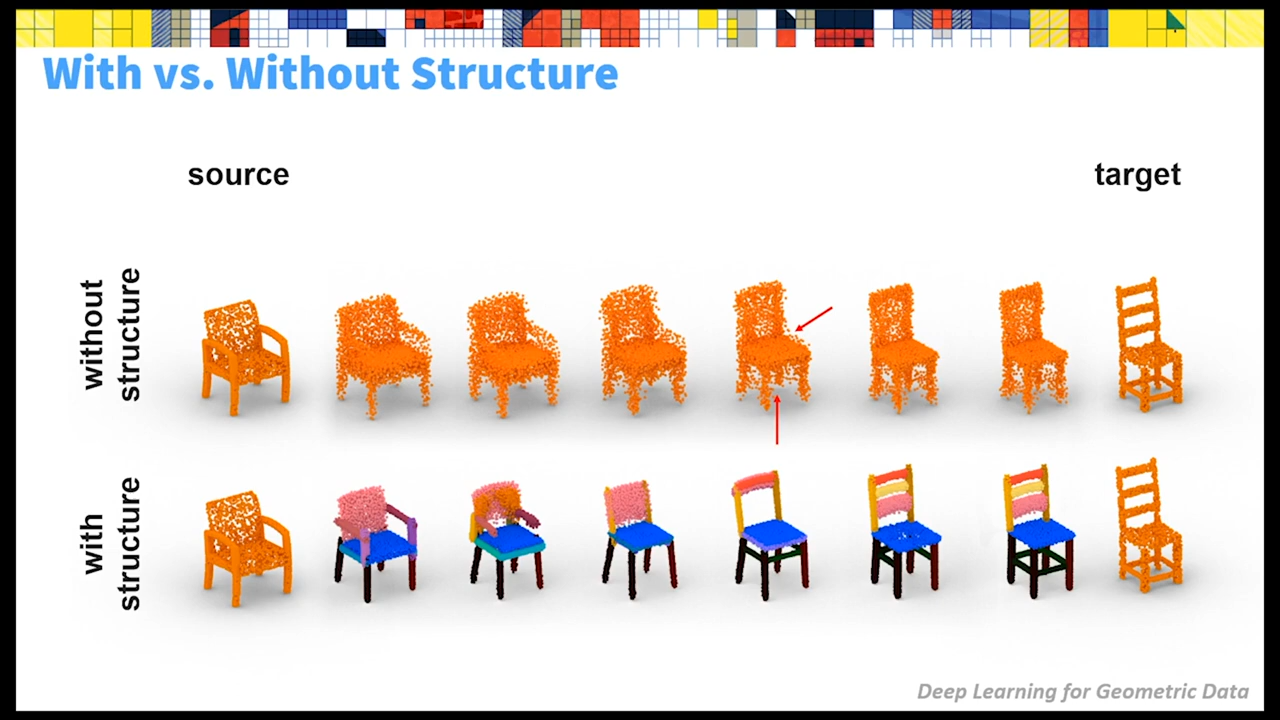 With vs. Without Structure
source
target
without
structure
with
structure
Deep Learning for Geometric Data